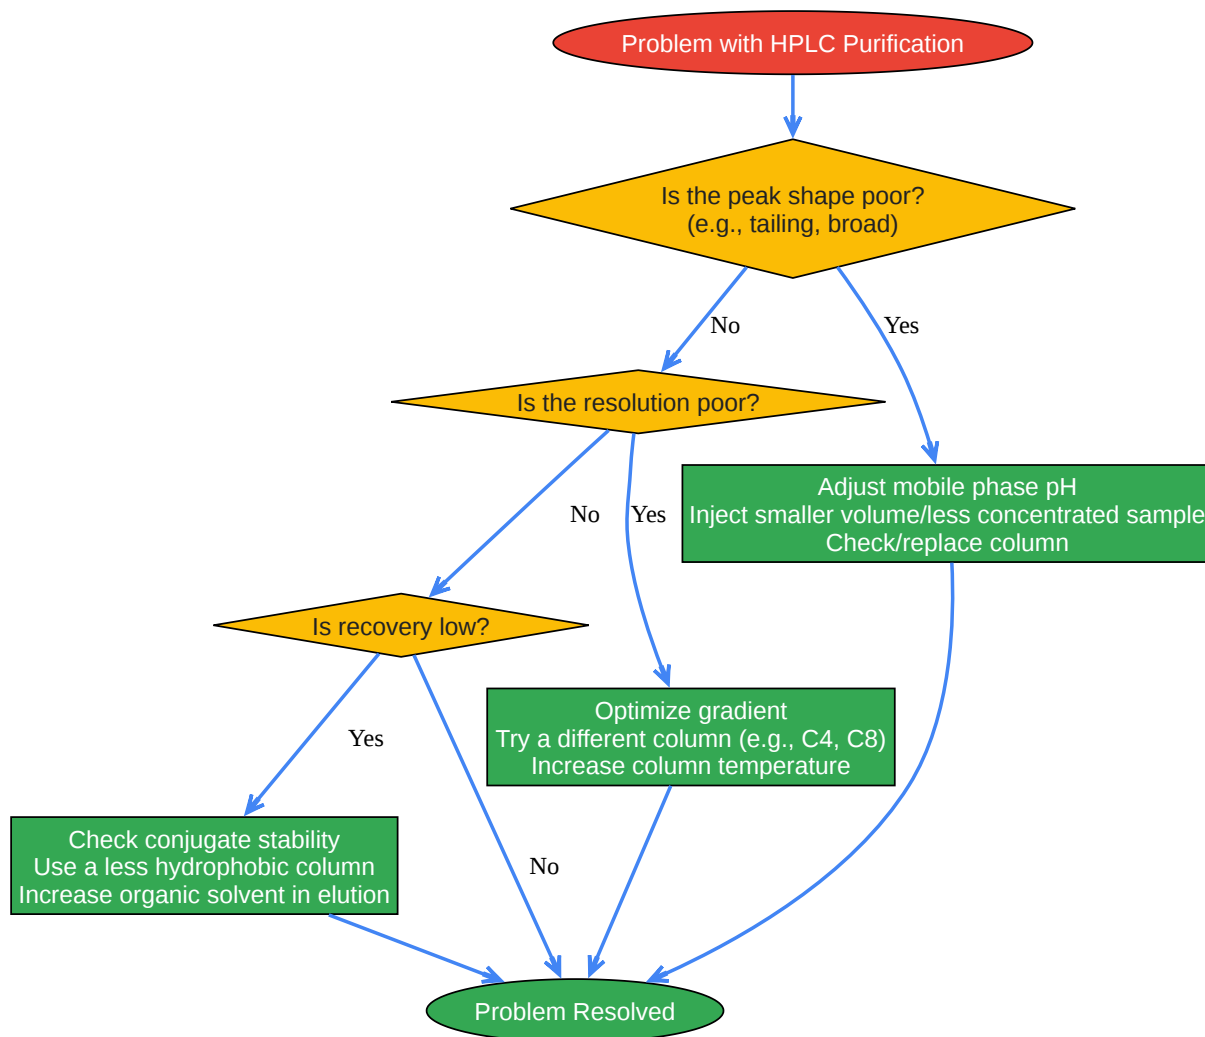 Problem with HPLC Purification
Is the peak shape poor?
(e.g., tailing, broad)
No
Yes
Is the resolution poor?
Adjust mobile phase pH
Inject smaller volume/less concentrated sample
Check/replace column
No
Yes
Is recovery low?
Optimize gradient
Try a different column (e.g., C4, C8)
Increase column temperature
Yes
No
Check conjugate stability
Use a less hydrophobic column
Increase organic solvent in elution
Problem Resolved